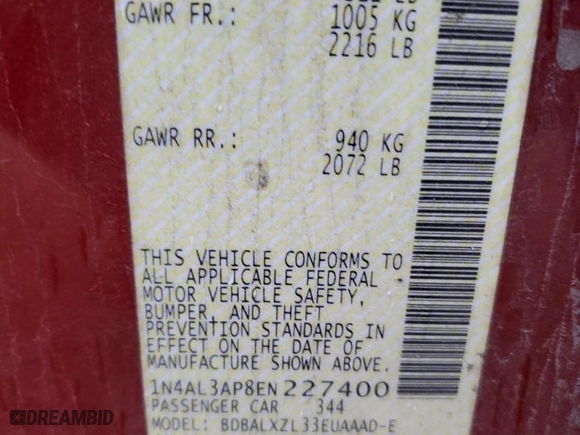 GAWR FR.: 1005 KG
2216 LB
GAWR RR.: 940 KG
2072 LB
THIS VEHICLE CONFORMS TO
ALL APPLICABLE FEDERAL
MOTOR VEHICLE SAFETY,
BUMPER, AND THEFT
PREVENTION STANDARDS IN
EFFECT ON THE DATE OF
MANUFACTURE SHOWN ABOVE.
1N4AL3AP8EN227400
PASSENGER CAR 344
MODEL: BDBALXZL33EUAAAD-E
DREAMBID